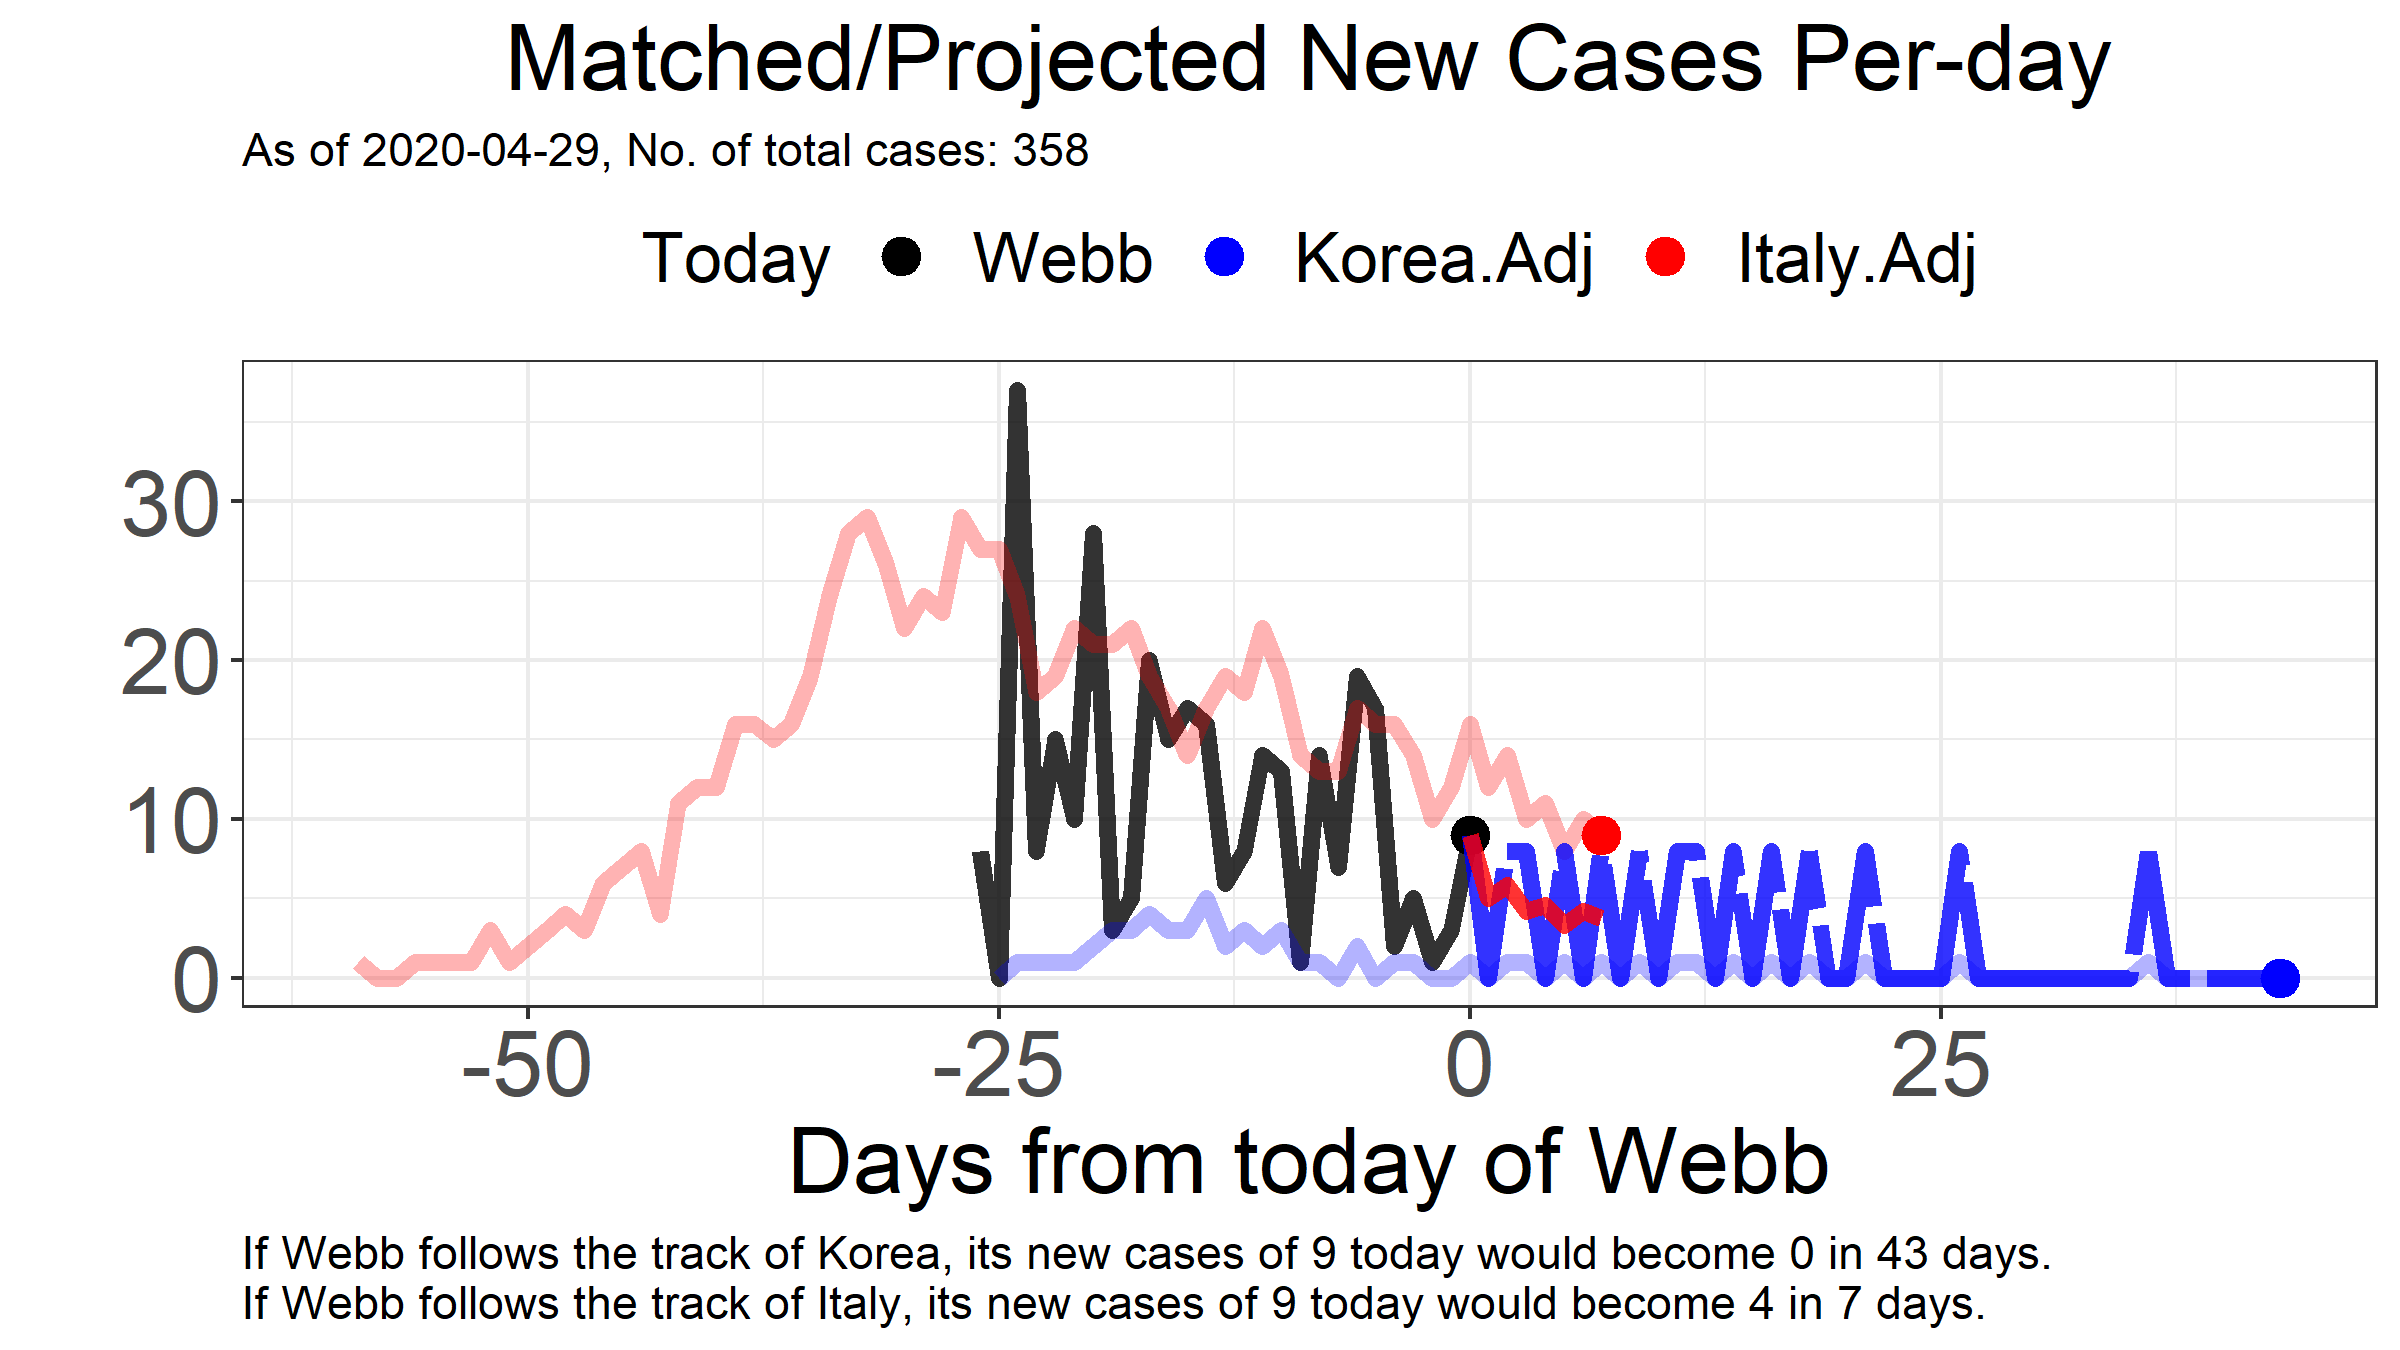 Matched/Projected New Cases Per-day
As of 2020-04-29, No. of total cases: 358
Today Webb Korea.Adj Italy.Adj
30
20
10
0
-50 -25 0 25
Days from today of Webb
If Webb follows the track of Korea, its new cases of 9 today would become 0 in 43 days.
If Webb follows the track of Italy, its new cases of 9 today would become 4 in 7 days.